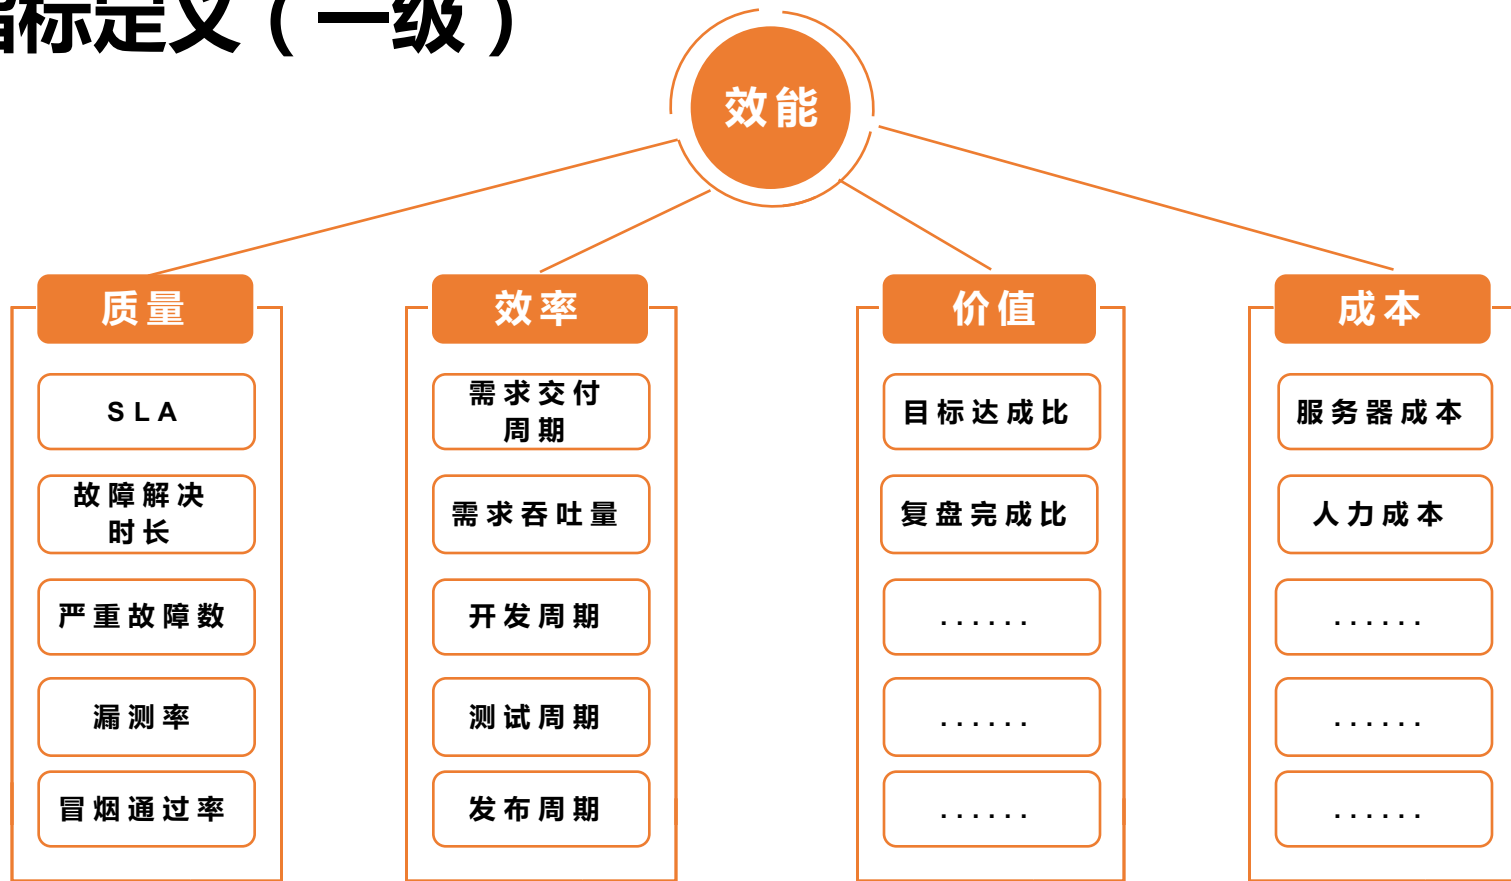 指标定义（一级）
效能
质量
SLA
故障解决
时长
严重故障数
漏测率
冒烟通过率
效率
需求交付
周期
需求吞吐量
开发周期
测试周期
发布周期
价值
目标达成比
复盘完成比
......
......
......
成本
服务器成本
人力成本
......
......
......